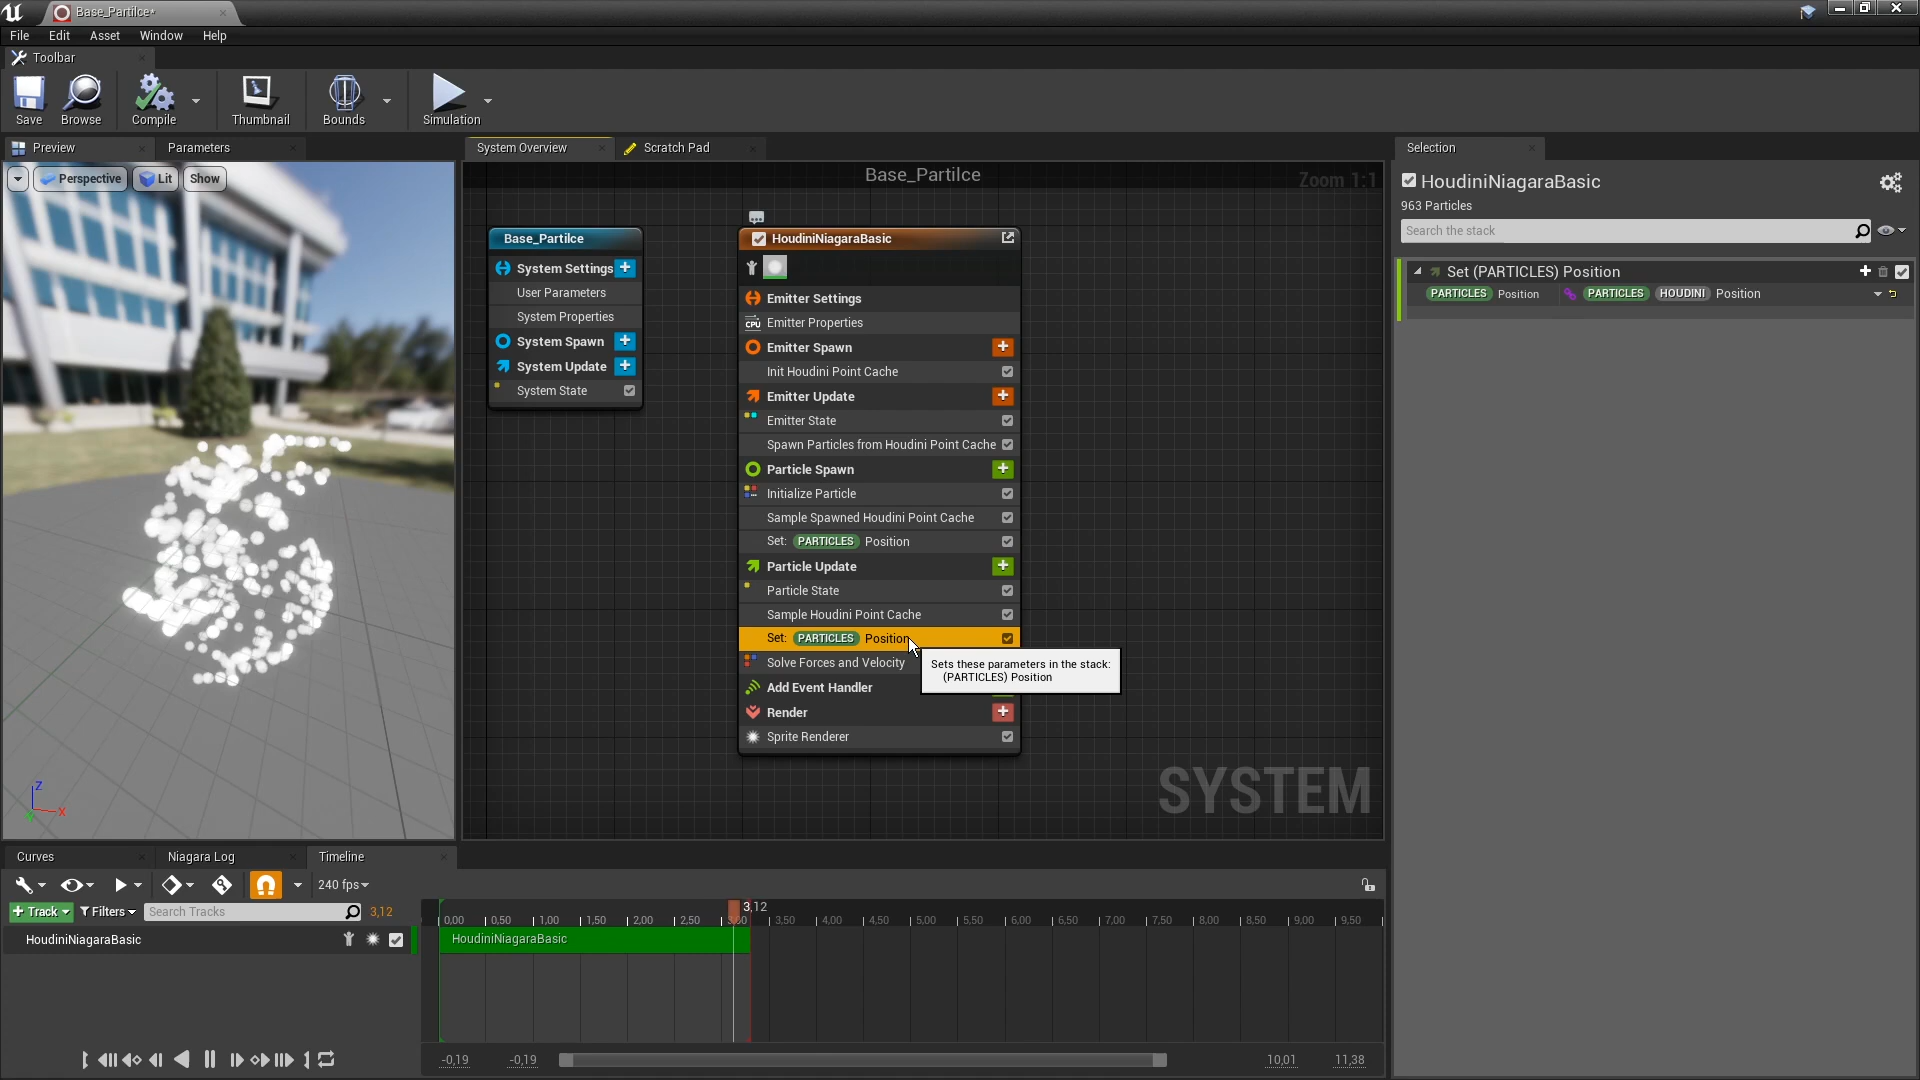 Base_Partilce*
File Edit Asset Window Help
Toolbar
Save Browse Compile Thumbnail Bounds Simulation
Preview Parameters
Perspective Lit Show
System Overview Scratch Pad
Base_Partilce
Zoom 1:1
Base_Partilce
System Settings
User Parameters
System Properties
System Spawn
System Update
System State
HoudiniNiagaraBasic
Emitter Settings
CPU Emitter Properties
Emitter Spawn
Init Houdini Point Cache
Emitter Update
Emitter State
Spawn Particles from Houdini Point Cache
Particle Spawn
Initialize Particle
Sample Spawned Houdini Point Cache
Set: PARTICLES Position
Particle Update
Particle State
Sample Houdini Point Cache
Set: PARTICLES Position
Solve Forces and Velocity
Add Event Handler
Render
Sprite Renderer
Sets these parameters in the stack:
(PARTICLES) Position
SYSTEM
Z
X
Y
Selection
HoudiniNiagaraBasic
963 Particles
Search the stack
Set (PARTICLES) Position
PARTICLES Position PARTICLES HOUDINI Position
Curves Niagara Log Timeline
240 fps
Track Filters Search Tracks 3,12
3,12
0,00 0,50 1,00 1,50 2,00 2,50 3,00 3,50 4,00 4,50 5,00 5,50 6,00 6,50 7,00 7,50 8,00 8,50 9,00 9,50
HoudiniNiagaraBasic
HoudiniNiagaraBasic
-0,19 -0,19 10,01 11,38